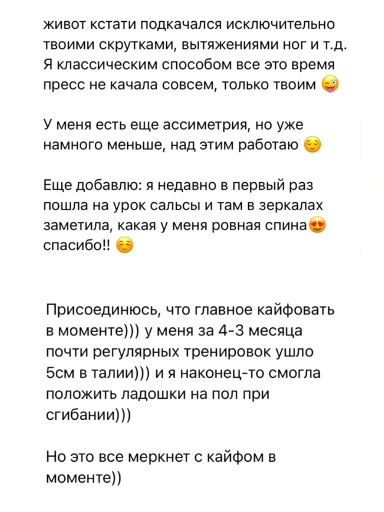 живот кстати подкачался исключительно
твоими скрутками, вытяжениями ног и т.д.
Я классическим способом все это время
пресс не качала совсем, только твоим 😜
У меня есть еще ассиметрия, но уже
намного меньше, над этим работаю 😌
Еще добавлю: я недавно в первый раз
пошла на урок сальсы и там в зеркалах
заметила, какая у меня ровная спина😍
спасибо!! ☺️
Присоединюсь, что главное кайфовать
в моменте))) у меня за 4-3 месяца
почти регулярных тренировок ушло
5см в талии))) и я наконец-то смогла
положить ладошки на пол при
сгибании)))
Но это все меркнет с кайфом в
моменте))